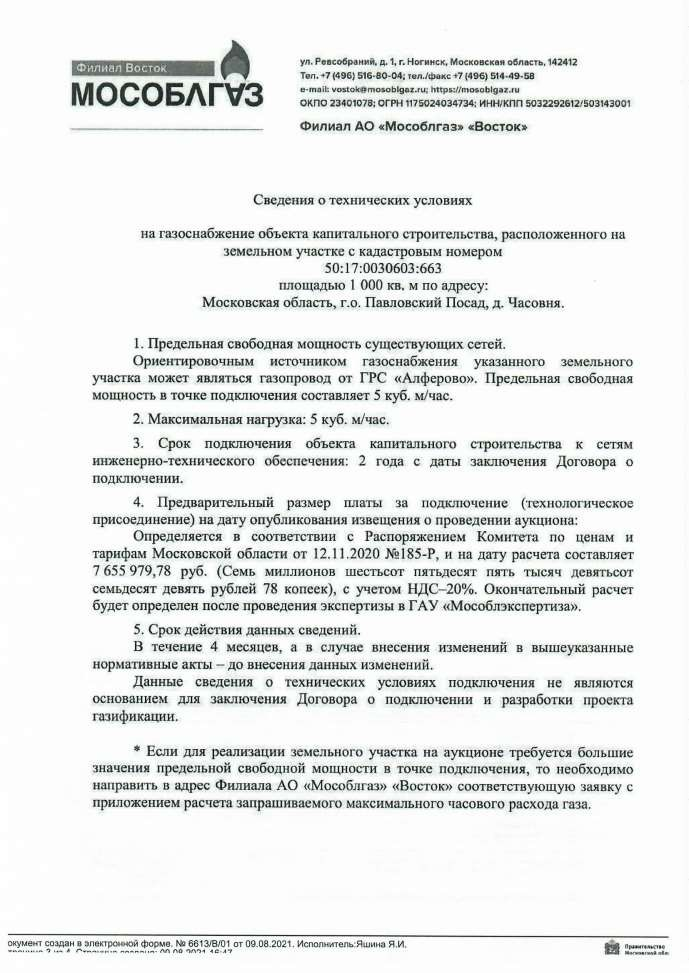 Филиал Восток
МОСОБЛГАЗ
ул. Ревсобраний, д. 1, г. Ногинск, Московская область, 142412
Тел. +7 (496) 516-80-04; тел./факс +7 (496) 514-49-58
e-mail: vostok@mosoblgaz.ru; https://mosoblgaz.ru
ОКПО 23401078; ОГРН 1175024034734; ИНН/КПП 5032292612/503143001
Филиал АО «Мособлгаз» «Восток»
Сведения о технических условиях
на газоснабжение объекта капитального строительства, расположенного на
земельном участке с кадастровым номером
50:17:0030603:663
площадью 1 000 кв. м по адресу:
Московская область, г.о. Павловский Посад, д. Часовня.
1. Предельная свободная мощность существующих сетей.
Ориентировочным источником газоснабжения указанного земельного
участка может являться газопровод от ГРС «Алферово». Предельная свободная
мощность в точке подключения составляет 5 куб. м/час.
2. Максимальная нагрузка: 5 куб. м/час.
3. Срок подключения объекта капитального строительства к сетям
инженерно-технического обеспечения: 2 года с даты заключения Договора о
подключении.
4. Предварительный размер платы за подключение (технологическое
присоединение) на дату опубликования извещения о проведении аукциона:
Определяется в соответствии с Распоряжением Комитета по ценам и
тарифам Московской области от 12.11.2020 №185-Р, и на дату расчета составляет
7 655 979,78 руб. (Семь миллионов шестьсот пятьдесят пять тысяч девятьсот
семьдесят девять рублей 78 копеек), с учетом НДС–20%. Окончательный расчет
будет определен после проведения экспертизы в ГАУ «Мособлэкспертиза».
5. Срок действия данных сведений.
В течение 4 месяцев, а в случае внесения изменений в вышеуказанные
нормативные акты – до внесения данных изменений.
Данные сведения о технических условиях подключения не являются
основанием для заключения Договора о подключении и разработки проекта
газификации.
* Если для реализации земельного участка на аукционе требуется большие
значения предельной свободной мощности в точке подключения, то необходимо
направить в адрес Филиала АО «Мособлгаз» «Восток» соответствующую заявку с
приложением расчета запрашиваемого максимального часового расхода газа.
окумент создан в электронной форме. № 6613/В/01 от 09.08.2021. Исполнитель:Яшина Я.И.
Правительство
Московской обл